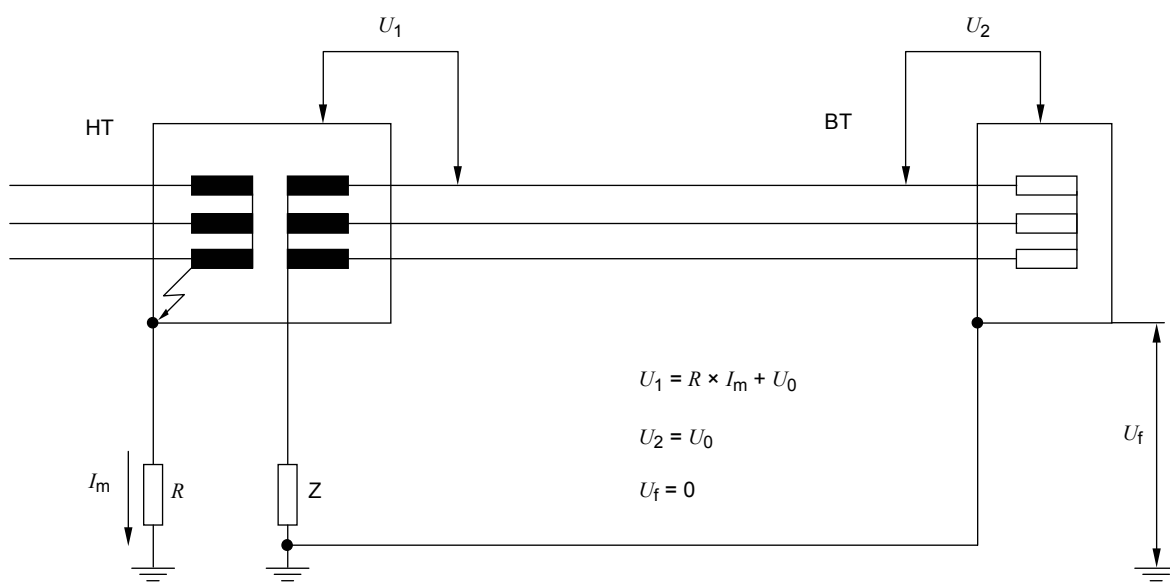 U1
U2
HT
BT
U1 = R × Im + U0
U2 = U0
Uf
Im
R
Z
Uf = 0